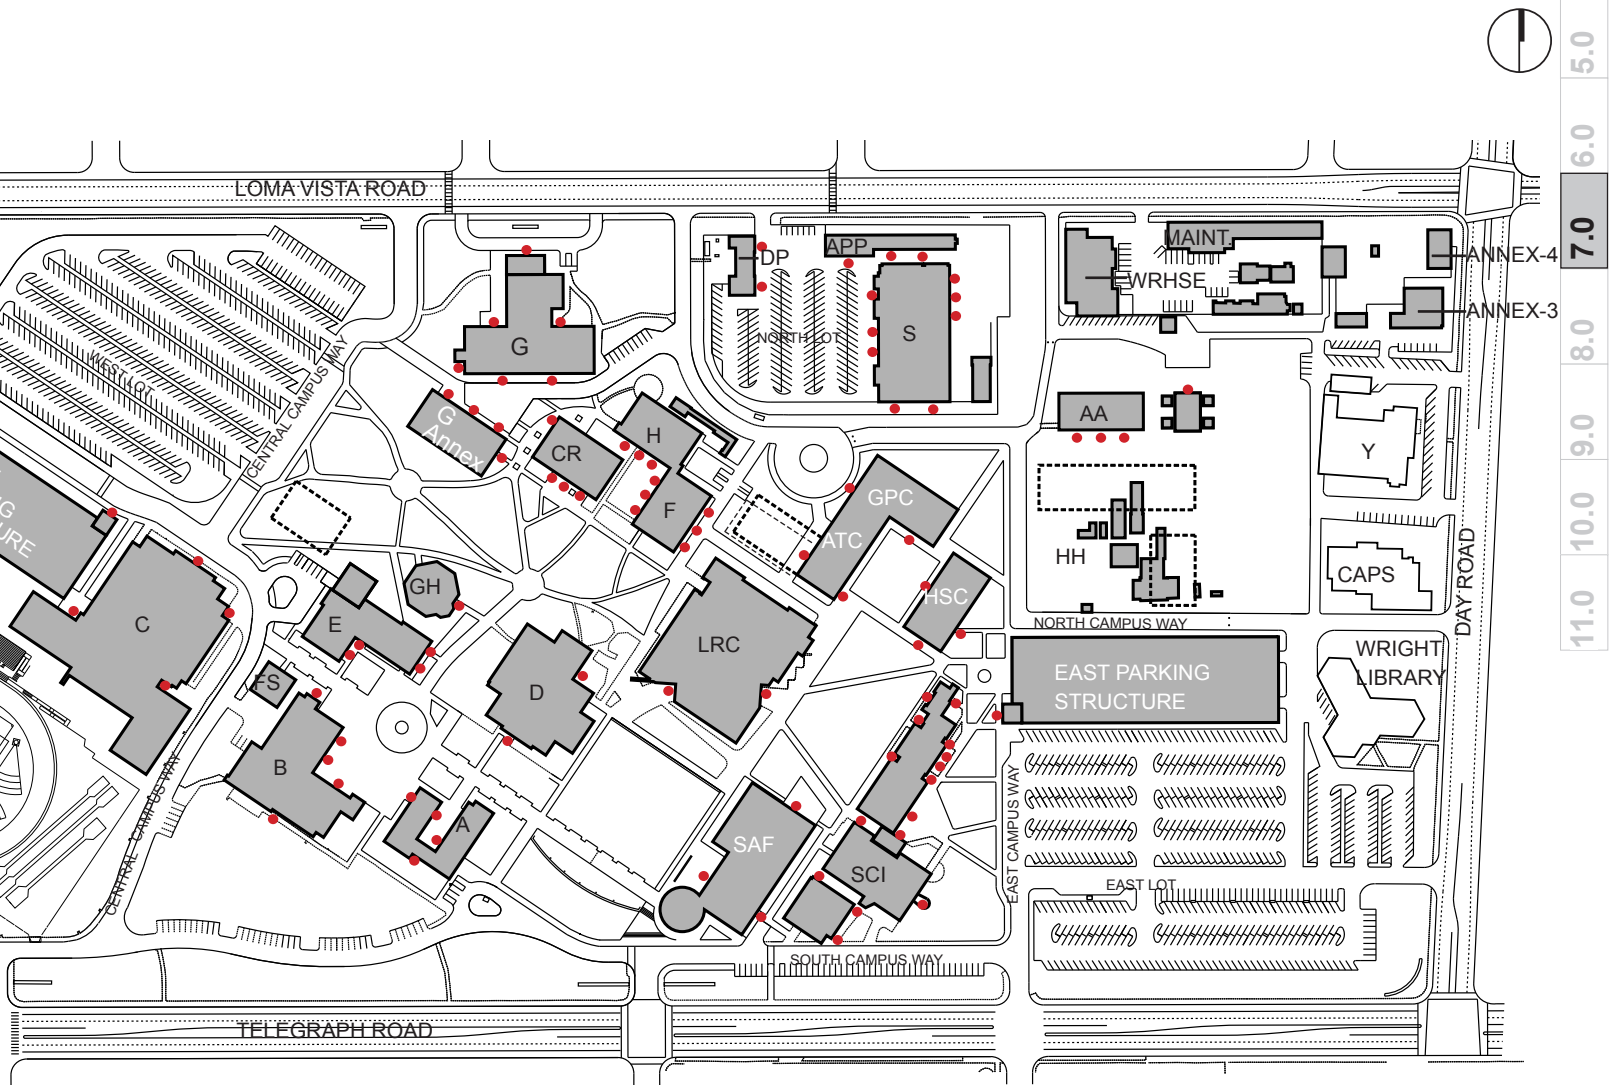 5.0
6.0
7.0
8.0
9.0
10.0
11.0
LOMA VISTA ROAD
WEST LOT
CENTRAL CAMPUS WAY
G
DP
APP
NORTH LOT
S
MAINT.
WRHSE
ANNEX-4
ANNEX-3
G
Annex
CR
H
F
GPC
ATC
HSC
AA
HH
Y
CAPS
DAY ROAD
NORTH CAMPUS WAY
WRIGHT
LIBRARY
EAST PARKING
STRUCTURE
G
URE
C
GH
E
FS
D
LRC
B
A
SAF
SCI
CENTRAL CAMPUS WAY
EAST CAMPUS WAY
EAST LOT
SOUTH CAMPUS WAY
TELEGRAPH ROAD